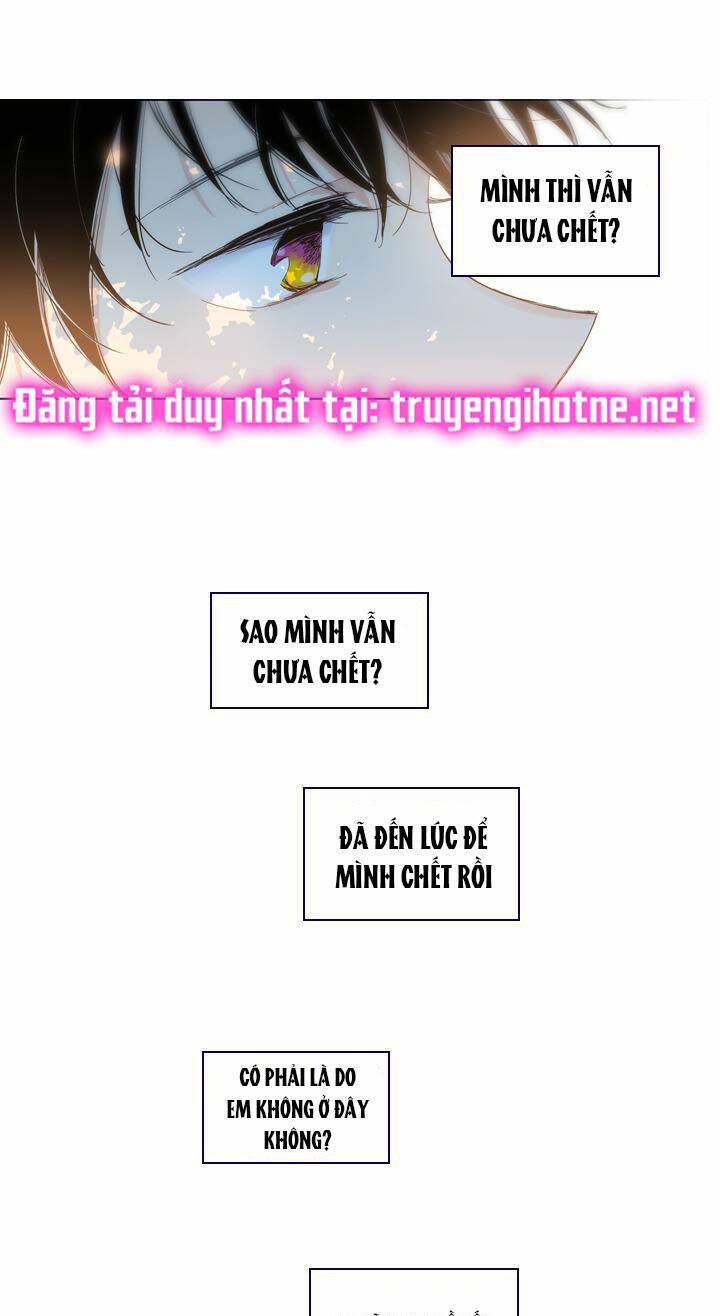 MÌNH THÌ VẪN
CHƯA CHẾT?
Đăng tải duy nhất tại: truyengihotne.net
SAO MÌNH VẪN
CHƯA CHẾT?
ĐÃ ĐẾN LÚC ĐỂ
MÌNH CHẾT RỒI
CÓ PHẢI LÀ DO
EM KHÔNG Ở ĐÂY
KHÔNG?